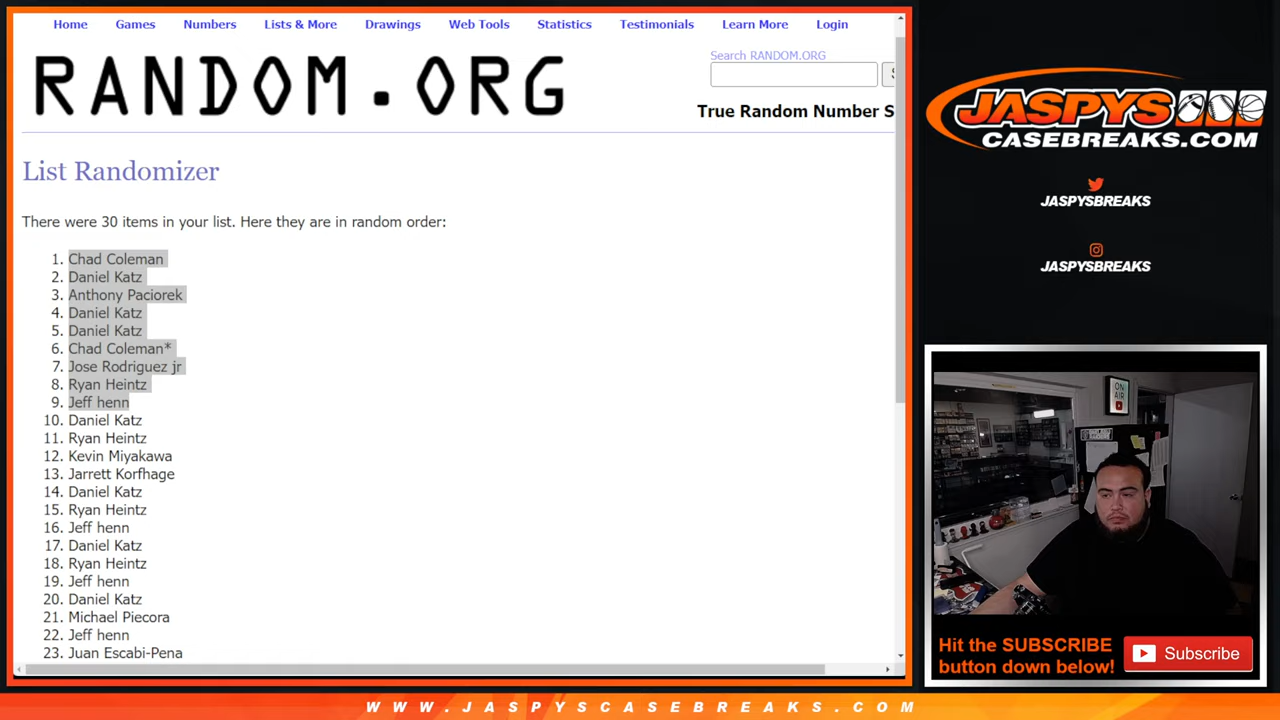 Home Games Numbers Lists & More Drawings Web Tools Statistics Testimonials Learn More Login
RANDOM.ORG
Search RANDOM.ORG
True Random Number S
List Randomizer
There were 30 items in your list. Here they are in random order:
1. Chad Coleman
2. Daniel Katz
3. Anthony Paciorek
4. Daniel Katz
5. Daniel Katz
6. Chad Coleman*
7. Jose Rodriguez jr
8. Ryan Heintz
9. Jeff henn
10. Daniel Katz
11. Ryan Heintz
12. Kevin Miyakawa
13. Jarrett Korfhage
14. Daniel Katz
15. Ryan Heintz
16. Jeff henn
17. Daniel Katz
18. Ryan Heintz
19. Jeff henn
20. Daniel Katz
21. Michael Piecora
22. Jeff henn
23. Juan Escabi-Pena
JASPYS
CASEBREAKS.COM
JASPYSBREAKS
JASPYSBREAKS
ON
AIR
Hit the SUBSCRIBE
button down below!
Subscribe
WWW.JASPYSCASEBREAKS.COM